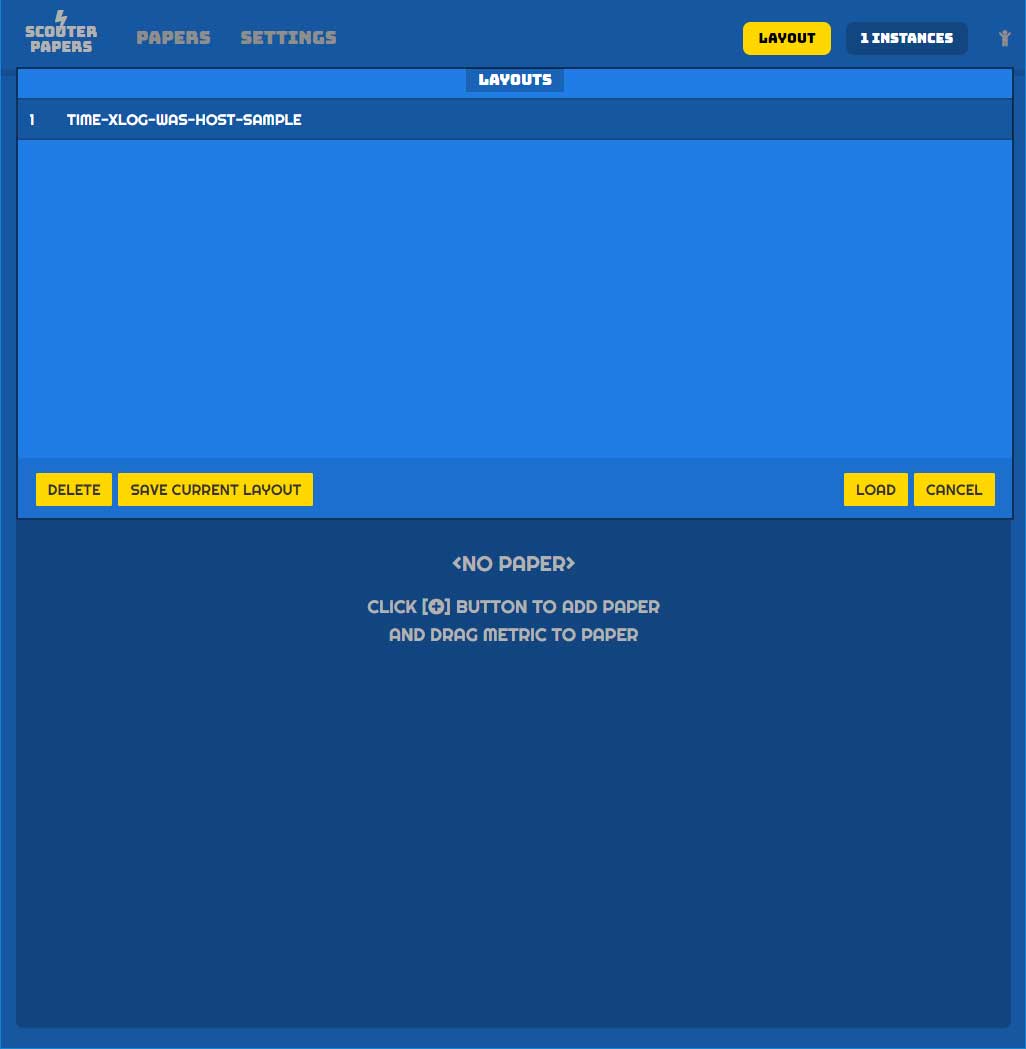 SCOUTER
PAPERS
PAPERS
SETTINGS
LAYOUT
1 INSTANCES
LAYOUTS
1 TIME-XLOG-WAS-HOST-SAMPLE
DELETE
SAVE CURRENT LAYOUT
LOAD
CANCEL
<NO PAPER>
CLICK [+] BUTTON TO ADD PAPER
AND DRAG METRIC TO PAPER